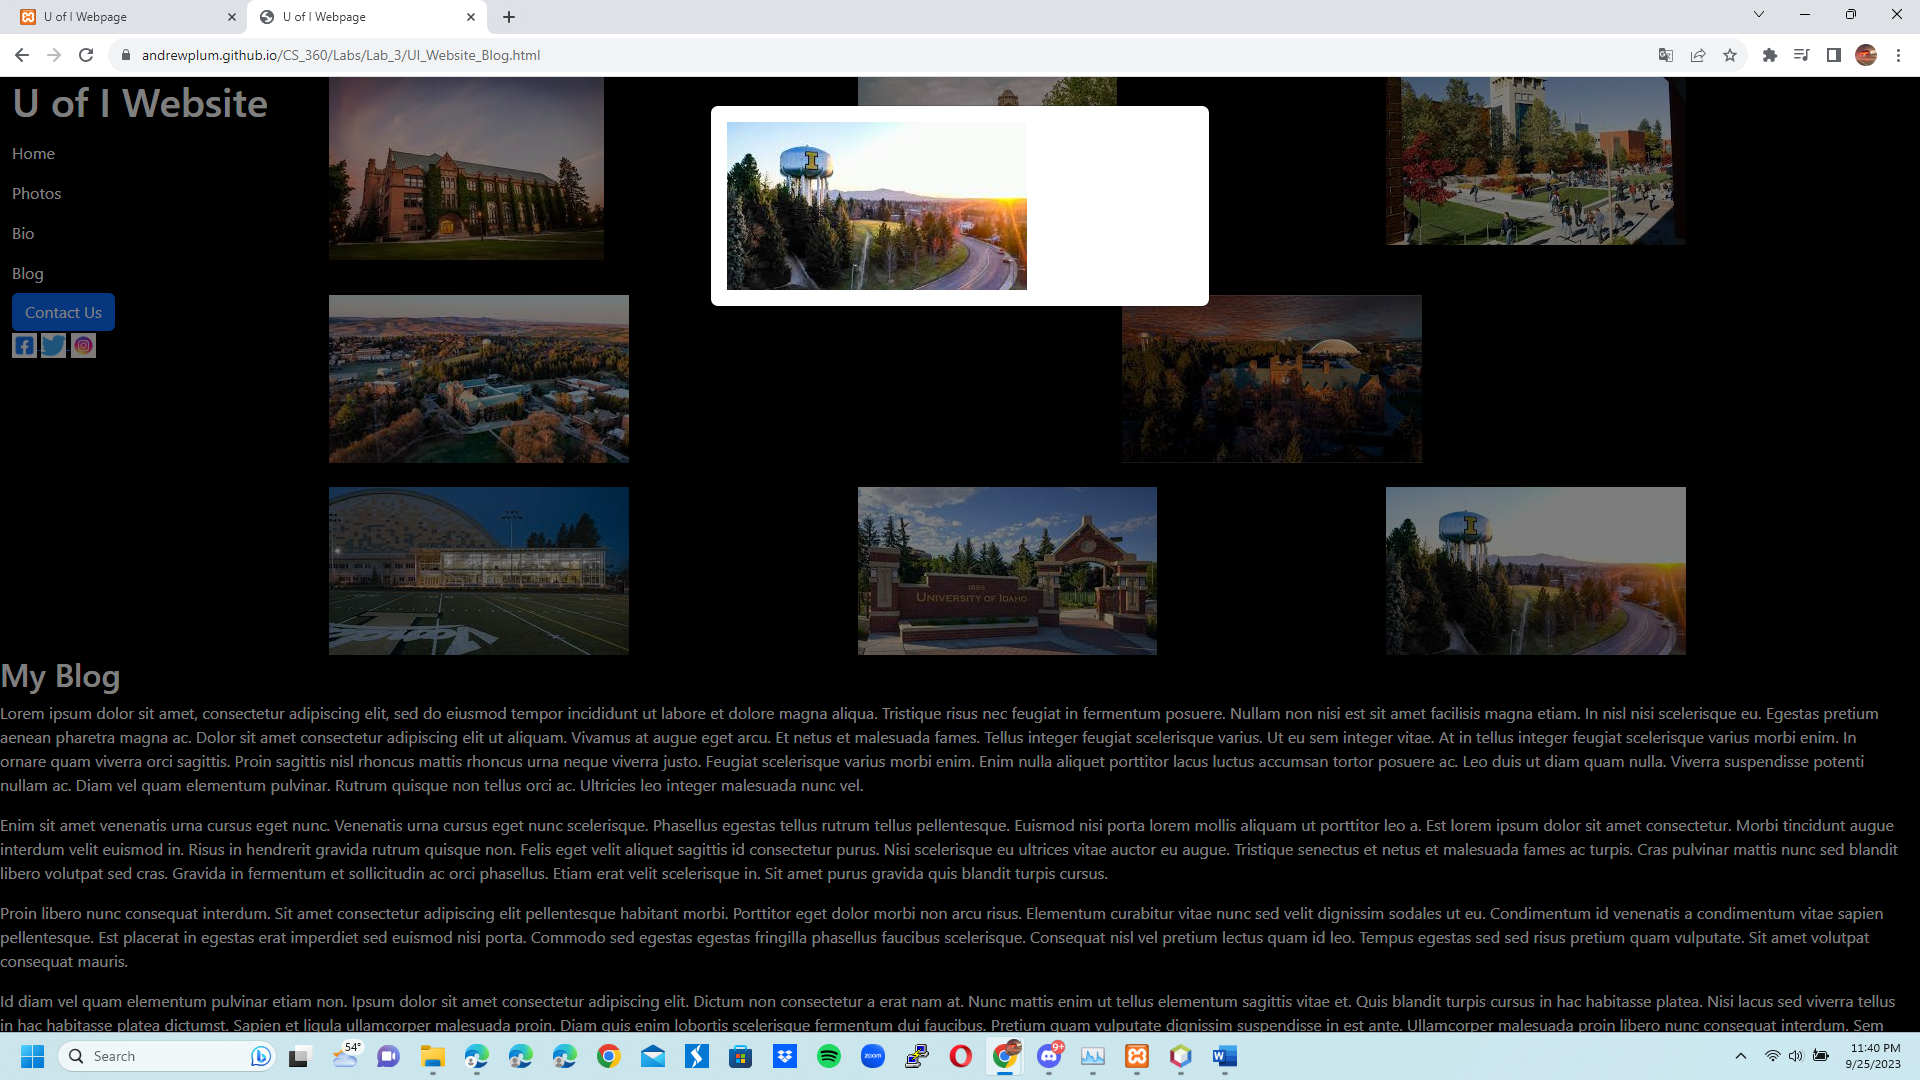 U of I Webpage
U of I Webpage
andrewplum.github.io/CS_360/Labs/Lab_3/UI_Website_Blog.html
U of I Website
Home
Photos
Bio
Blog
Contact Us
I
1889
UNIVERSITY OF IDAHO
I
My Blog
Lorem ipsum dolor sit amet, consectetur adipiscing elit, sed do eiusmod tempor incididunt ut labore et dolore magna aliqua. Tristique risus nec feugiat in fermentum posuere. Nullam non nisi est sit amet facilisis magna etiam. In nisl nisi scelerisque eu. Egestas pretium
aenean pharetra magna ac. Dolor sit amet consectetur adipiscing elit ut aliquam. Vivamus at augue eget arcu. Et netus et malesuada fames. Tellus integer feugiat scelerisque varius. Ut eu sem integer vitae. At in tellus integer feugiat scelerisque varius morbi enim. In
ornare quam viverra orci sagittis. Proin sagittis nisl rhoncus mattis rhoncus urna neque viverra justo. Feugiat scelerisque varius morbi enim. Enim nulla aliquet porttitor lacus luctus accumsan tortor posuere ac. Leo duis ut diam quam nulla. Viverra suspendisse potenti
nullam ac. Diam vel quam elementum pulvinar. Rutrum quisque non tellus orci ac. Ultricies leo integer malesuada nunc vel.
Enim sit amet venenatis urna cursus eget nunc. Venenatis urna cursus eget nunc scelerisque. Phasellus egestas tellus rutrum tellus pellentesque. Euismod nisi porta lorem mollis aliquam ut porttitor leo a. Est lorem ipsum dolor sit amet consectetur. Morbi tincidunt augue
interdum velit euismod in. Risus in hendrerit gravida rutrum quisque non. Felis eget velit aliquet sagittis id consectetur purus. Nisi scelerisque eu ultrices vitae auctor eu augue. Tristique senectus et netus et malesuada fames ac turpis. Cras pulvinar mattis nunc sed blandit
libero volutpat sed cras. Gravida in fermentum et sollicitudin ac orci phasellus. Etiam erat velit scelerisque in. Sit amet purus gravida quis blandit turpis cursus.
Proin libero nunc consequat interdum. Sit amet consectetur adipiscing elit pellentesque habitant morbi. Porttitor eget dolor morbi non arcu risus. Elementum curabitur vitae nunc sed velit dignissim sodales ut eu. Condimentum id venenatis a condimentum vitae sapien
pellentesque. Est placerat in egestas erat imperdiet sed euismod nisi porta. Commodo sed egestas egestas fringilla phasellus faucibus scelerisque. Consequat nisl vel pretium lectus quam id leo. Tempus egestas sed sed risus pretium quam vulputate. Sit amet volutpat
consequat mauris.
Id diam vel quam elementum pulvinar etiam non. Ipsum dolor sit amet consectetur adipiscing elit. Dictum non consectetur a erat nam at. Nunc mattis enim ut tellus elementum sagittis vitae et. Quis blandit turpis cursus in hac habitasse platea. Nisi lacus sed viverra tellus
in hac habitasse platea dictumst. Sapien et ligula ullamcorper malesuada proin. Diam quis enim lobortis scelerisque fermentum dui faucibus. Pretium quam vulputate dignissim suspendisse in est ante. Ullamcorper malesuada proin libero nunc consequat interdum. Sem
Search
54°
zoom
9+
W
11:40 PM
9/25/2023